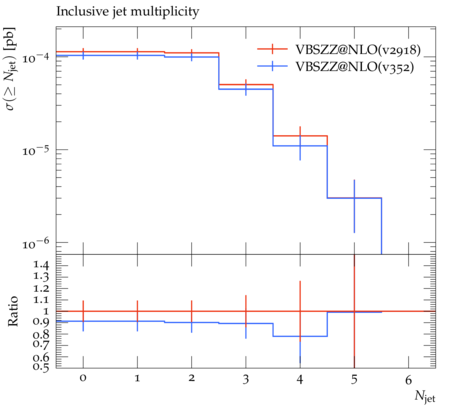 Inclusive jet multiplicity
σ(≥ Njet) [pb]
VBSZZ@NLO(v2918)
VBSZZ@NLO(v352)
10⁻⁴
10⁻⁵
10⁻⁶
Ratio
1.4
1.3
1.2
1.1
1
0.9
0.8
0.7
0.6
0.5
0 1 2 3 4 5 6
Njet